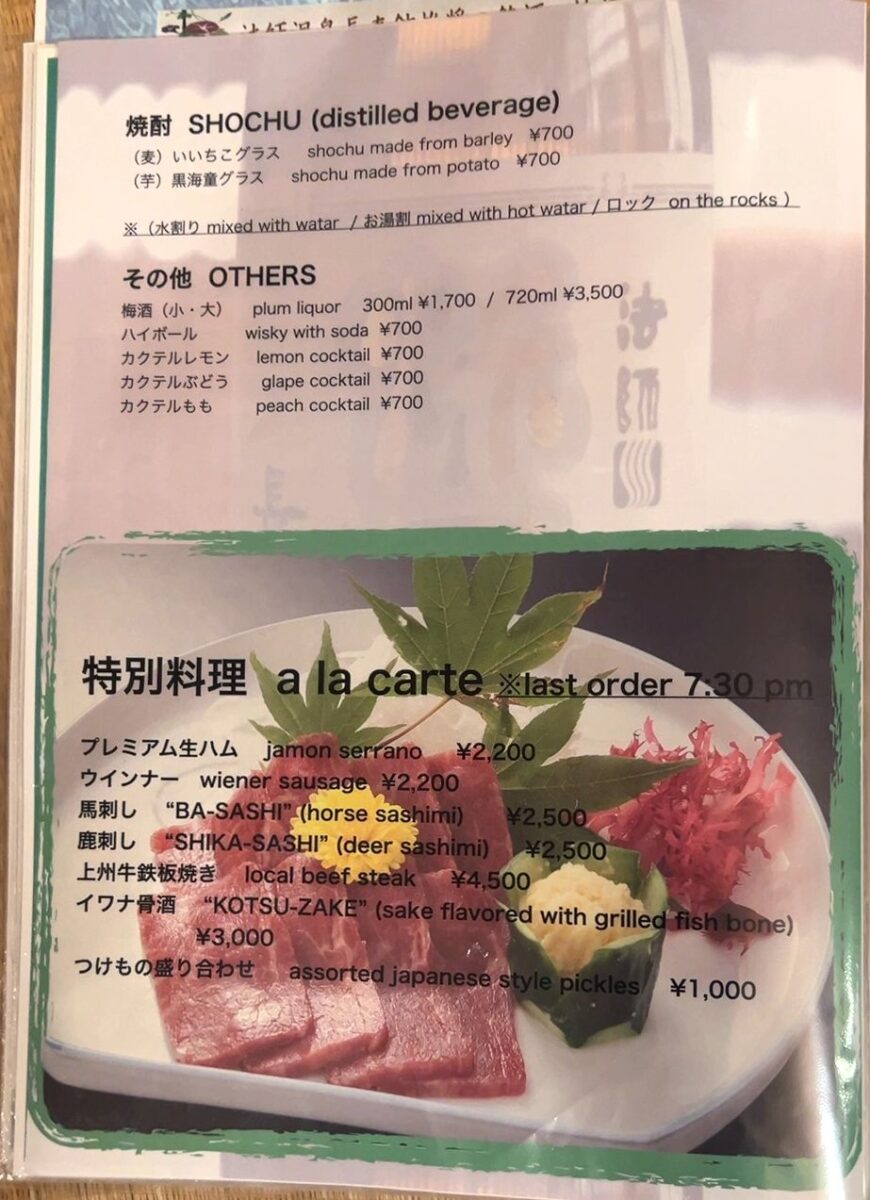 焼酎 SHOCHU (distilled beverage)
（麦）いいちこグラス shochu made from barley ¥700
（芋）黒海童グラス shochu made from potato ¥700
※（水割り mixed with watar / お湯割 mixed with hot watar / ロック on the rocks ）
その他 OTHERS
梅酒（小・大） plum liquor 300ml ¥1,700 / 720ml ¥3,500
ハイボール wisky with soda ¥700
カクテルレモン lemon cocktail ¥700
カクテルぶどう glape cocktail ¥700
カクテルもも peach cocktail ¥700
特別料理 a la carte ※last order 7:30 pm
プレミアム生ハム jamon serrano ¥2,200
ウインナー wiener sausage ¥2,200
馬刺し “BA-SASHI” (horse sashimi) ¥2,500
鹿刺し “SHIKA-SASHI” (deer sashimi) ¥2,500
上州牛鉄板焼き local beef steak ¥4,500
イワナ骨酒 “KOTSU-ZAKE” (sake flavored with grilled fish bone)
¥3,000
つけもの盛り合わせ assorted japanese style pickles ¥1,000